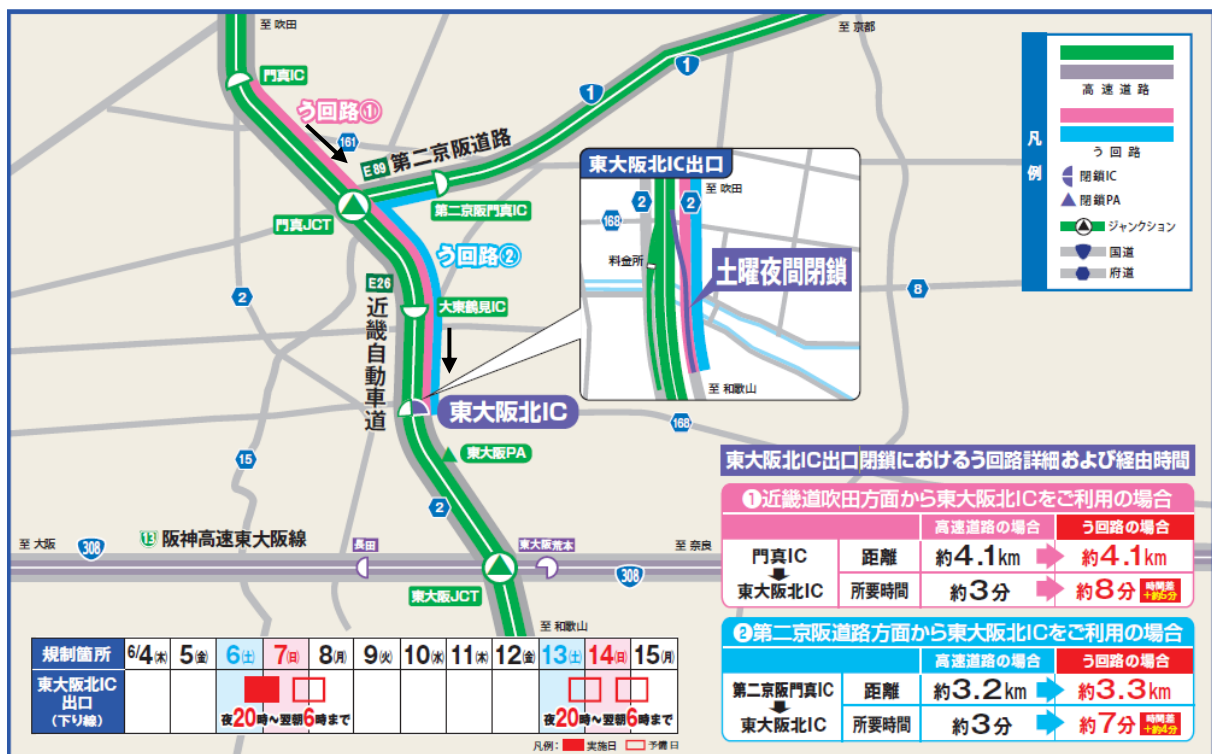 至 吹田
至 京都
門真IC
う回路①
161
1
1
E89 第二京阪道路
第二京阪門真IC
門真JCT
う回路②
2
E26
近畿自動車道
大東鶴見IC
東大阪北IC
168
8
東大阪PA
15
2
13 阪神高速東大阪線
至 大阪
308
長田
東大阪荒本
至 奈良
308
東大阪JCT
至 和歌山
東大阪北IC出口
至 吹田
2
2
168
料金所
土曜夜間閉鎖
至 和歌山
凡例
高速道路
う回路
閉鎖IC
閉鎖PA
ジャンクション
国道
府道
東大阪北IC出口閉鎖におけるう回路詳細および経由時間
❶近畿道吹田方面から東大阪北ICをご利用の場合
高速道路の場合 う回路の場合
門真IC
東大阪北IC
距離 約4.1km 約4.1km
所要時間 約3分 約8分 時間差+約5分
❷第二京阪道路方面から東大阪北ICをご利用の場合
高速道路の場合 う回路の場合
第二京阪門真IC
東大阪北IC
距離 約3.2km 約3.3km
所要時間 約3分 約7分 時間差+約4分
規制箇所 6/4(木) 5(金) 6(土) 7(日) 8(月) 9(火) 10(水) 11(木) 12(金) 13(土) 14(日) 15(月)
東大阪北IC
出口
(下り線)
夜20時〜翌朝6時まで 夜20時〜翌朝6時まで
凡例： 実施日 予備日